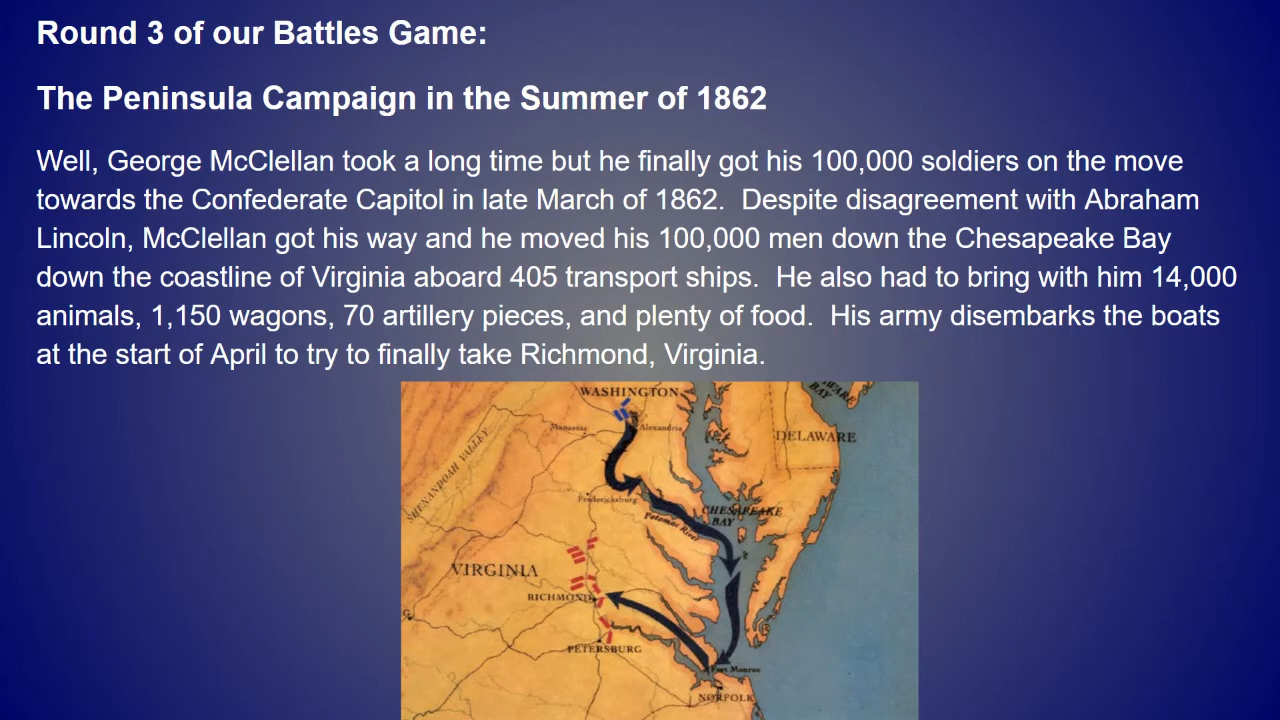 Round 3 of our Battles Game:
The Peninsula Campaign in the Summer of 1862
Well, George McClellan took a long time but he finally got his 100,000 soldiers on the move
towards the Confederate Capitol in late March of 1862.  Despite disagreement with Abraham
Lincoln, McClellan got his way and he moved his 100,000 men down the Chesapeake Bay
down the coastline of Virginia aboard 405 transport ships.  He also had to bring with him 14,000
animals, 1,150 wagons, 70 artillery pieces, and plenty of food.  His army disembarks the boats
at the start of April to try to finally take Richmond, Virginia.
WASHINGTON
BAY
Manassas
Alexandria
DELAWARE
SHENANDOAH VALLEY
Fredericksburg
CHESAPEAKE
BAY
Potomac River
VIRGINIA
RICHMOND
PETERSBURG
Fort Monroe
NORFOLK